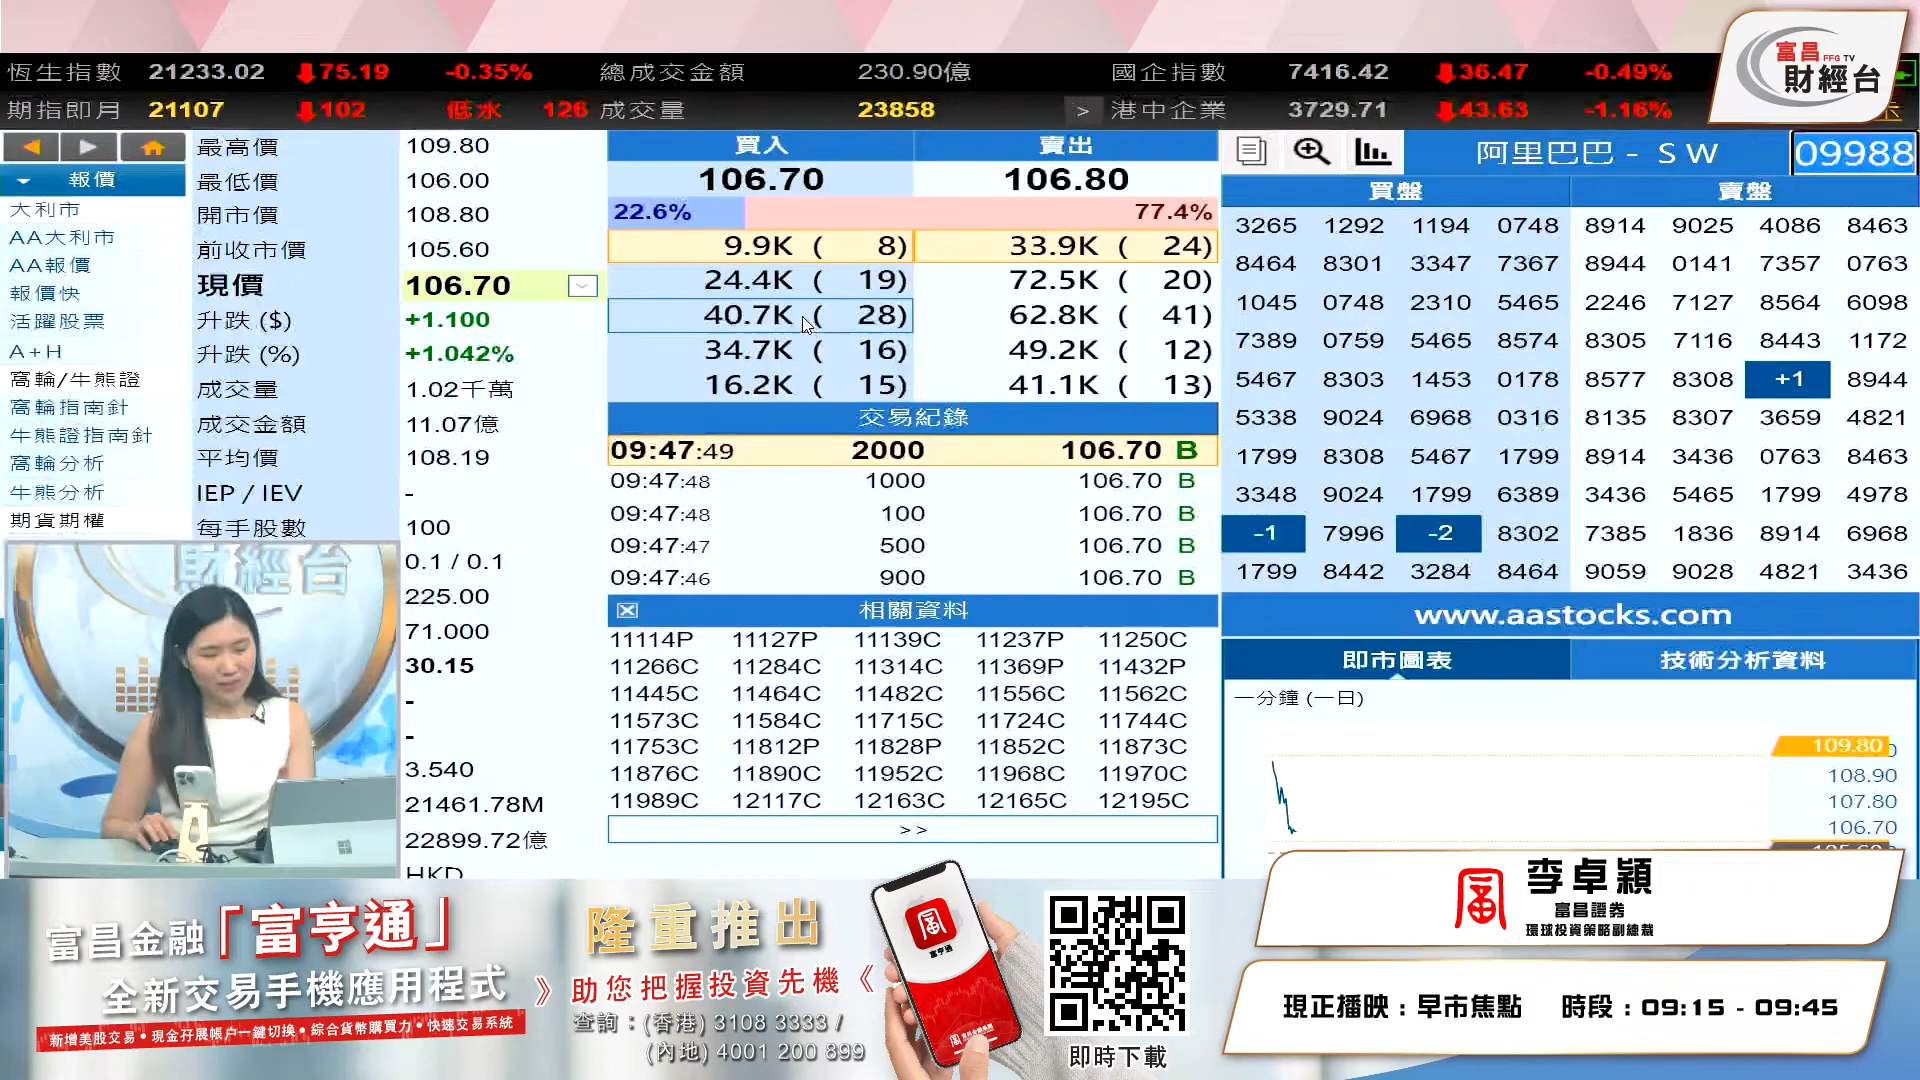 恆生指數 21233.02 75.19 -0.35% 總成交金額 230.90億 國企指數 7416.42 36.47 -0.49%
期指即月 21107 102 低水 126 成交量 23858 > 港中企業 3729.71 43.63 -1.16%
富昌 FFG TV
財經台
報價
大利市
AA大利市
AA報價
報價快
活躍股票
A+H
窩輪/牛熊證
窩輪指南針
牛熊證指南針
窩輪分析
牛熊分析
期貨期權
最高價 109.80
最低價 106.00
開市價 108.80
前收市價 105.60
現價 106.70
升跌 ($) +1.100
升跌 (%) +1.042%
成交量 1.02千萬
成交金額 11.07億
平均價 108.19
IEP / IEV -
每手股數 100
0.1 / 0.1
225.00
71.000
30.15
-
-
3.540
21461.78M
22899.72億
HKD
財經台
買入 賣出
106.70 106.80
22.6% 77.4%
9.9K ( 8) 33.9K ( 24)
24.4K ( 19) 72.5K ( 20)
40.7K ( 28) 62.8K ( 41)
34.7K ( 16) 49.2K ( 12)
16.2K ( 15) 41.1K ( 13)
交易紀錄
09:47:49 2000 106.70 B
09:47:48 1000 106.70 B
09:47:48 100 106.70 B
09:47:47 500 106.70 B
09:47:46 900 106.70 B
相關資料
11114P 11127P 11139C 11237P 11250C
11266C 11284C 11314C 11369P 11432P
11445C 11464C 11482C 11556C 11562C
11573C 11584C 11715C 11724C 11744C
11753C 11812P 11828P 11852C 11873C
11876C 11890C 11952C 11968C 11970C
11989C 12117C 12163C 12165C 12195C
>>
阿里巴巴 - SW 09988
買盤 賣盤
3265 1292 1194 0748 8914 9025 4086 8463
8464 8301 3347 7367 8944 0141 7357 0763
1045 0748 2310 5465 2246 7127 8564 6098
7389 0759 5465 8574 8305 7116 8443 1172
5467 8303 1453 0178 8577 8308 +1 8944
5338 9024 6968 0316 8135 8307 3659 4821
1799 8308 5467 1799 8914 3436 0763 8463
3348 9024 1799 6389 3436 5465 1799 4978
-1 7996 -2 8302 7385 1836 8914 6968
1799 8442 3284 8464 9059 9028 4821 3436
www.aastocks.com
即市圖表 技術分析資料
一分鐘 (一日)
109.80
108.90
107.80
106.70
富昌金融「富亨通」
全新交易手機應用程式
新增美股交易 • 現金孖展帳户一鍵切換 • 綜合貨幣購買力 • 快速交易系統
隆重推出
》助您把握投資先機《
查詢：(香港) 3108 3333 /
(內地) 4001 200 899
富亨通
即時下載
李卓穎
富昌證券
環球投資策略副總裁
現正播映：早市焦點 時段：09:15 - 09:45